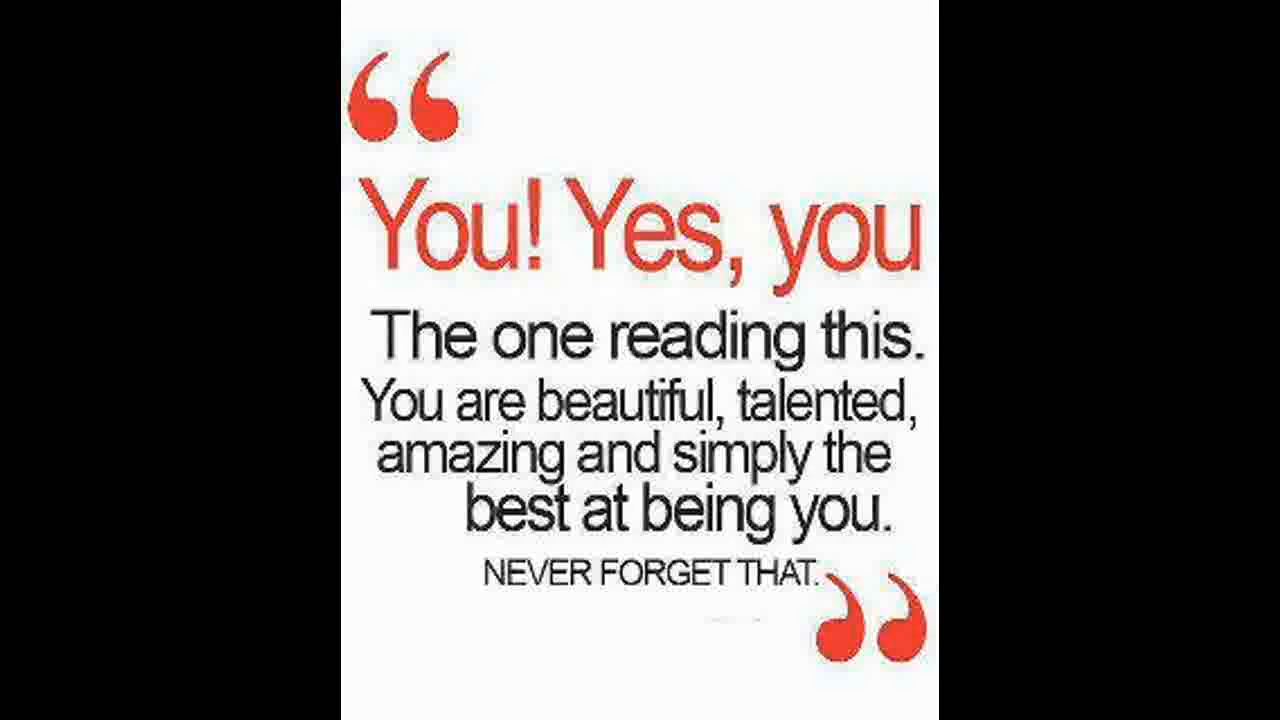 “
You! Yes, you
The one reading this.
You are beautiful, talented,
amazing and simply the
best at being you.
NEVER FORGET THAT.
”